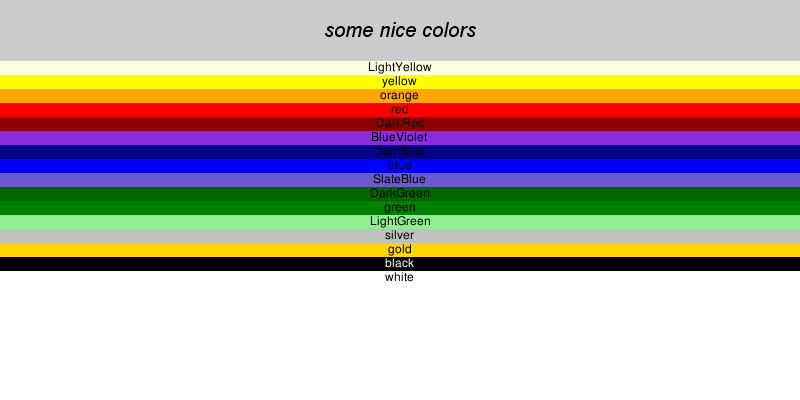 some nice colors
LightYellow
yellow
orange
red
DarkRed
BlueViolet
DarkBlue
blue
SlateBlue
DarkGreen
green
LightGreen
silver
gold
black
white